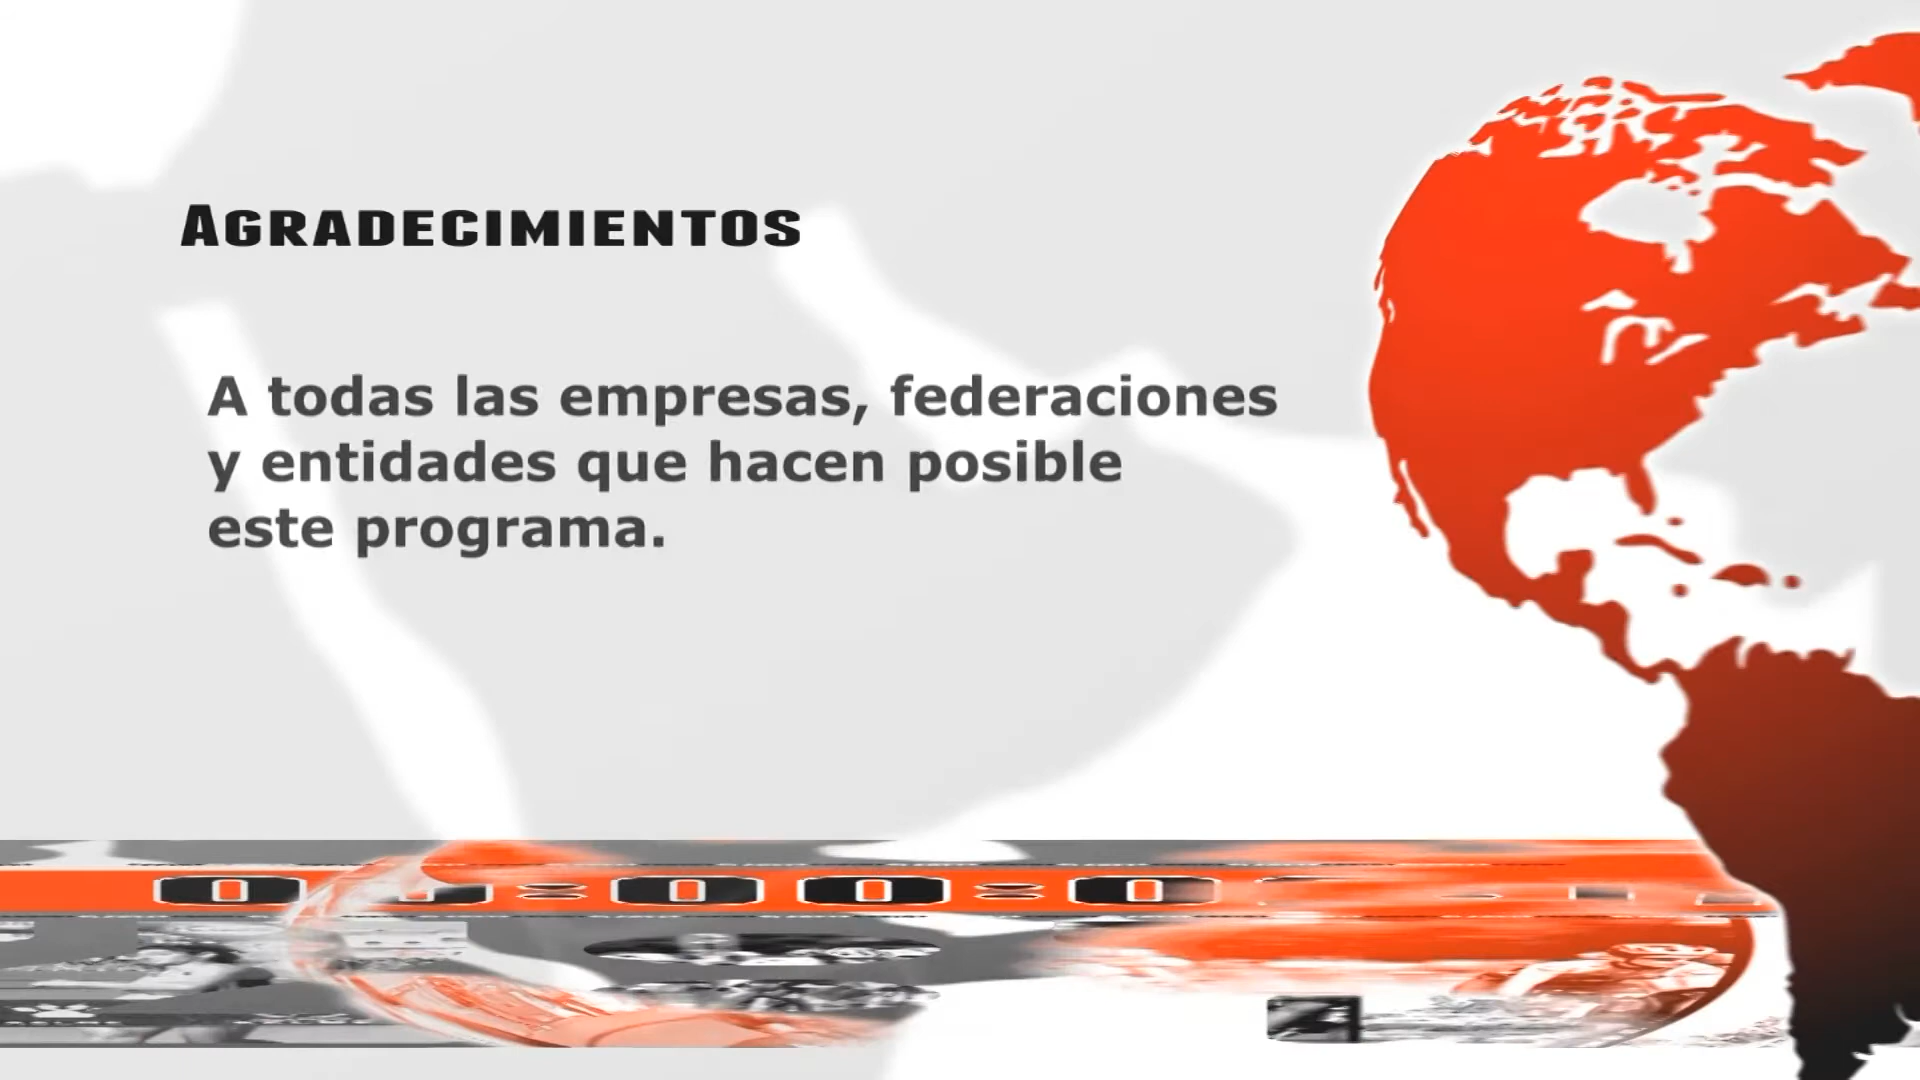 AGRADECIMIENTOS
A todas las empresas, federaciones
y entidades que hacen posible
este programa.